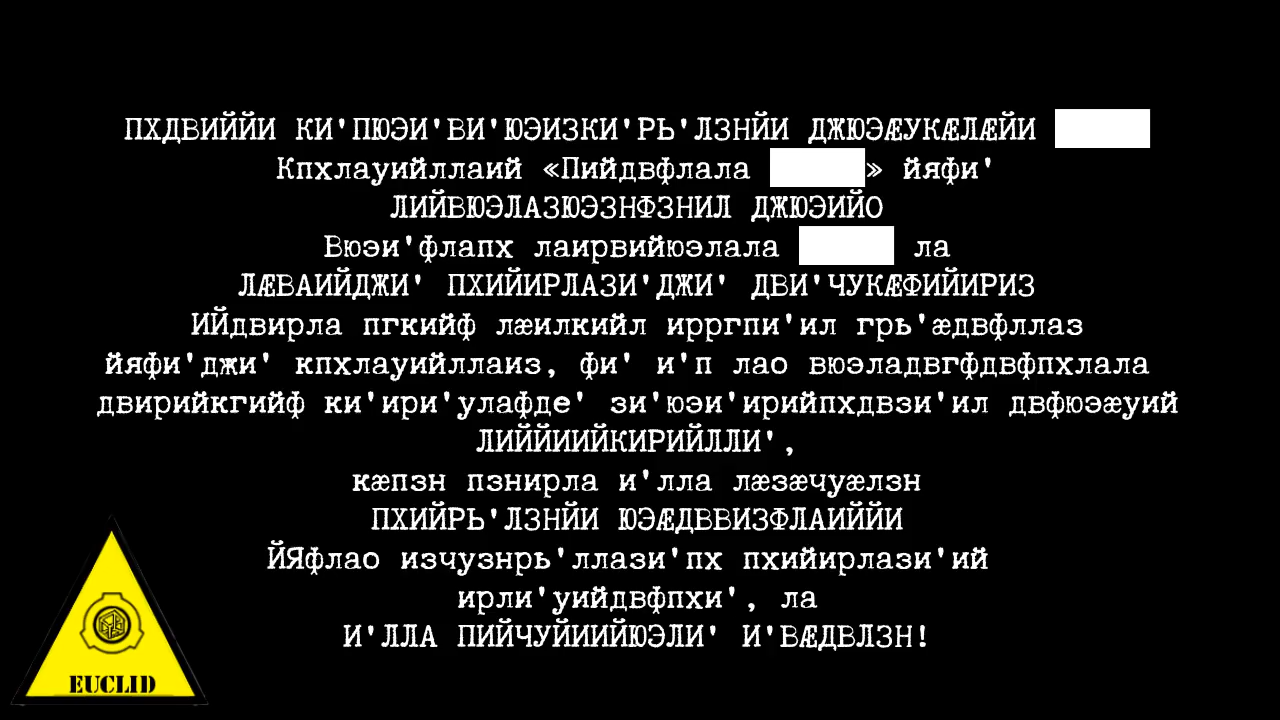 ПХДВИЙЙИ КИ'ПЮЭИ'ВИ'ЮЭИЗКИ'РЬ'ЛЗНЙИ ДЖЮЭÆУКÆЛÆЙИ
Кпхлауийллаий «Пийдвфлала » йяфи'
ЛИЙВЮЭЛАЗЮЭЗНФЗНИЛ ДЖЮЭИЙО
Вюэи'флапх лаирвийюэлала ла
ЛÆВАИЙДЖИ' ПХИЙИРЛАЗИ'ДЖИ' ДВИ'ЧУКÆФИЙИРИЗ
ИЙдвирла пгкийф лæилкийл ирргпи'ил грь'æдвфллаз
йяфи'джи' кпхлауийллаиз, фи' и'п лао вюэладвгфдвфпхлала
двирийкгийф ки'ири'улафде' зи'юэи'ирийпхдвзи'ил двфюэæуий
ЛИЙЙИИЙКИРИЙЛЛИ',
кæпзн пзнирла и'лла лæзæчуæлзн
ПХИЙРЬ'ЛЗНЙИ ЮЭÆДВВИЗФЛАИЙЙИ
ЙЯфлао изчузнрь'ллази'пх пхийирлази'ий
ирли'уийдвфпхи', ла
И'ЛЛА ПИЙЧУЙИИЙЮЭЛИ' И'ВÆДВЛЗН!
EUCLID